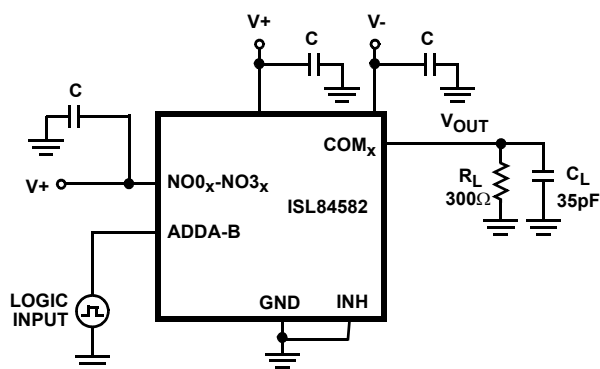 V+
V-
C
C
C
V_OUT
COM_x
V+
NO0_x-NO3_x
R_L
300Ω
C_L
35pF
ISL84582
ADDA-B
LOGIC
INPUT
GND
INH